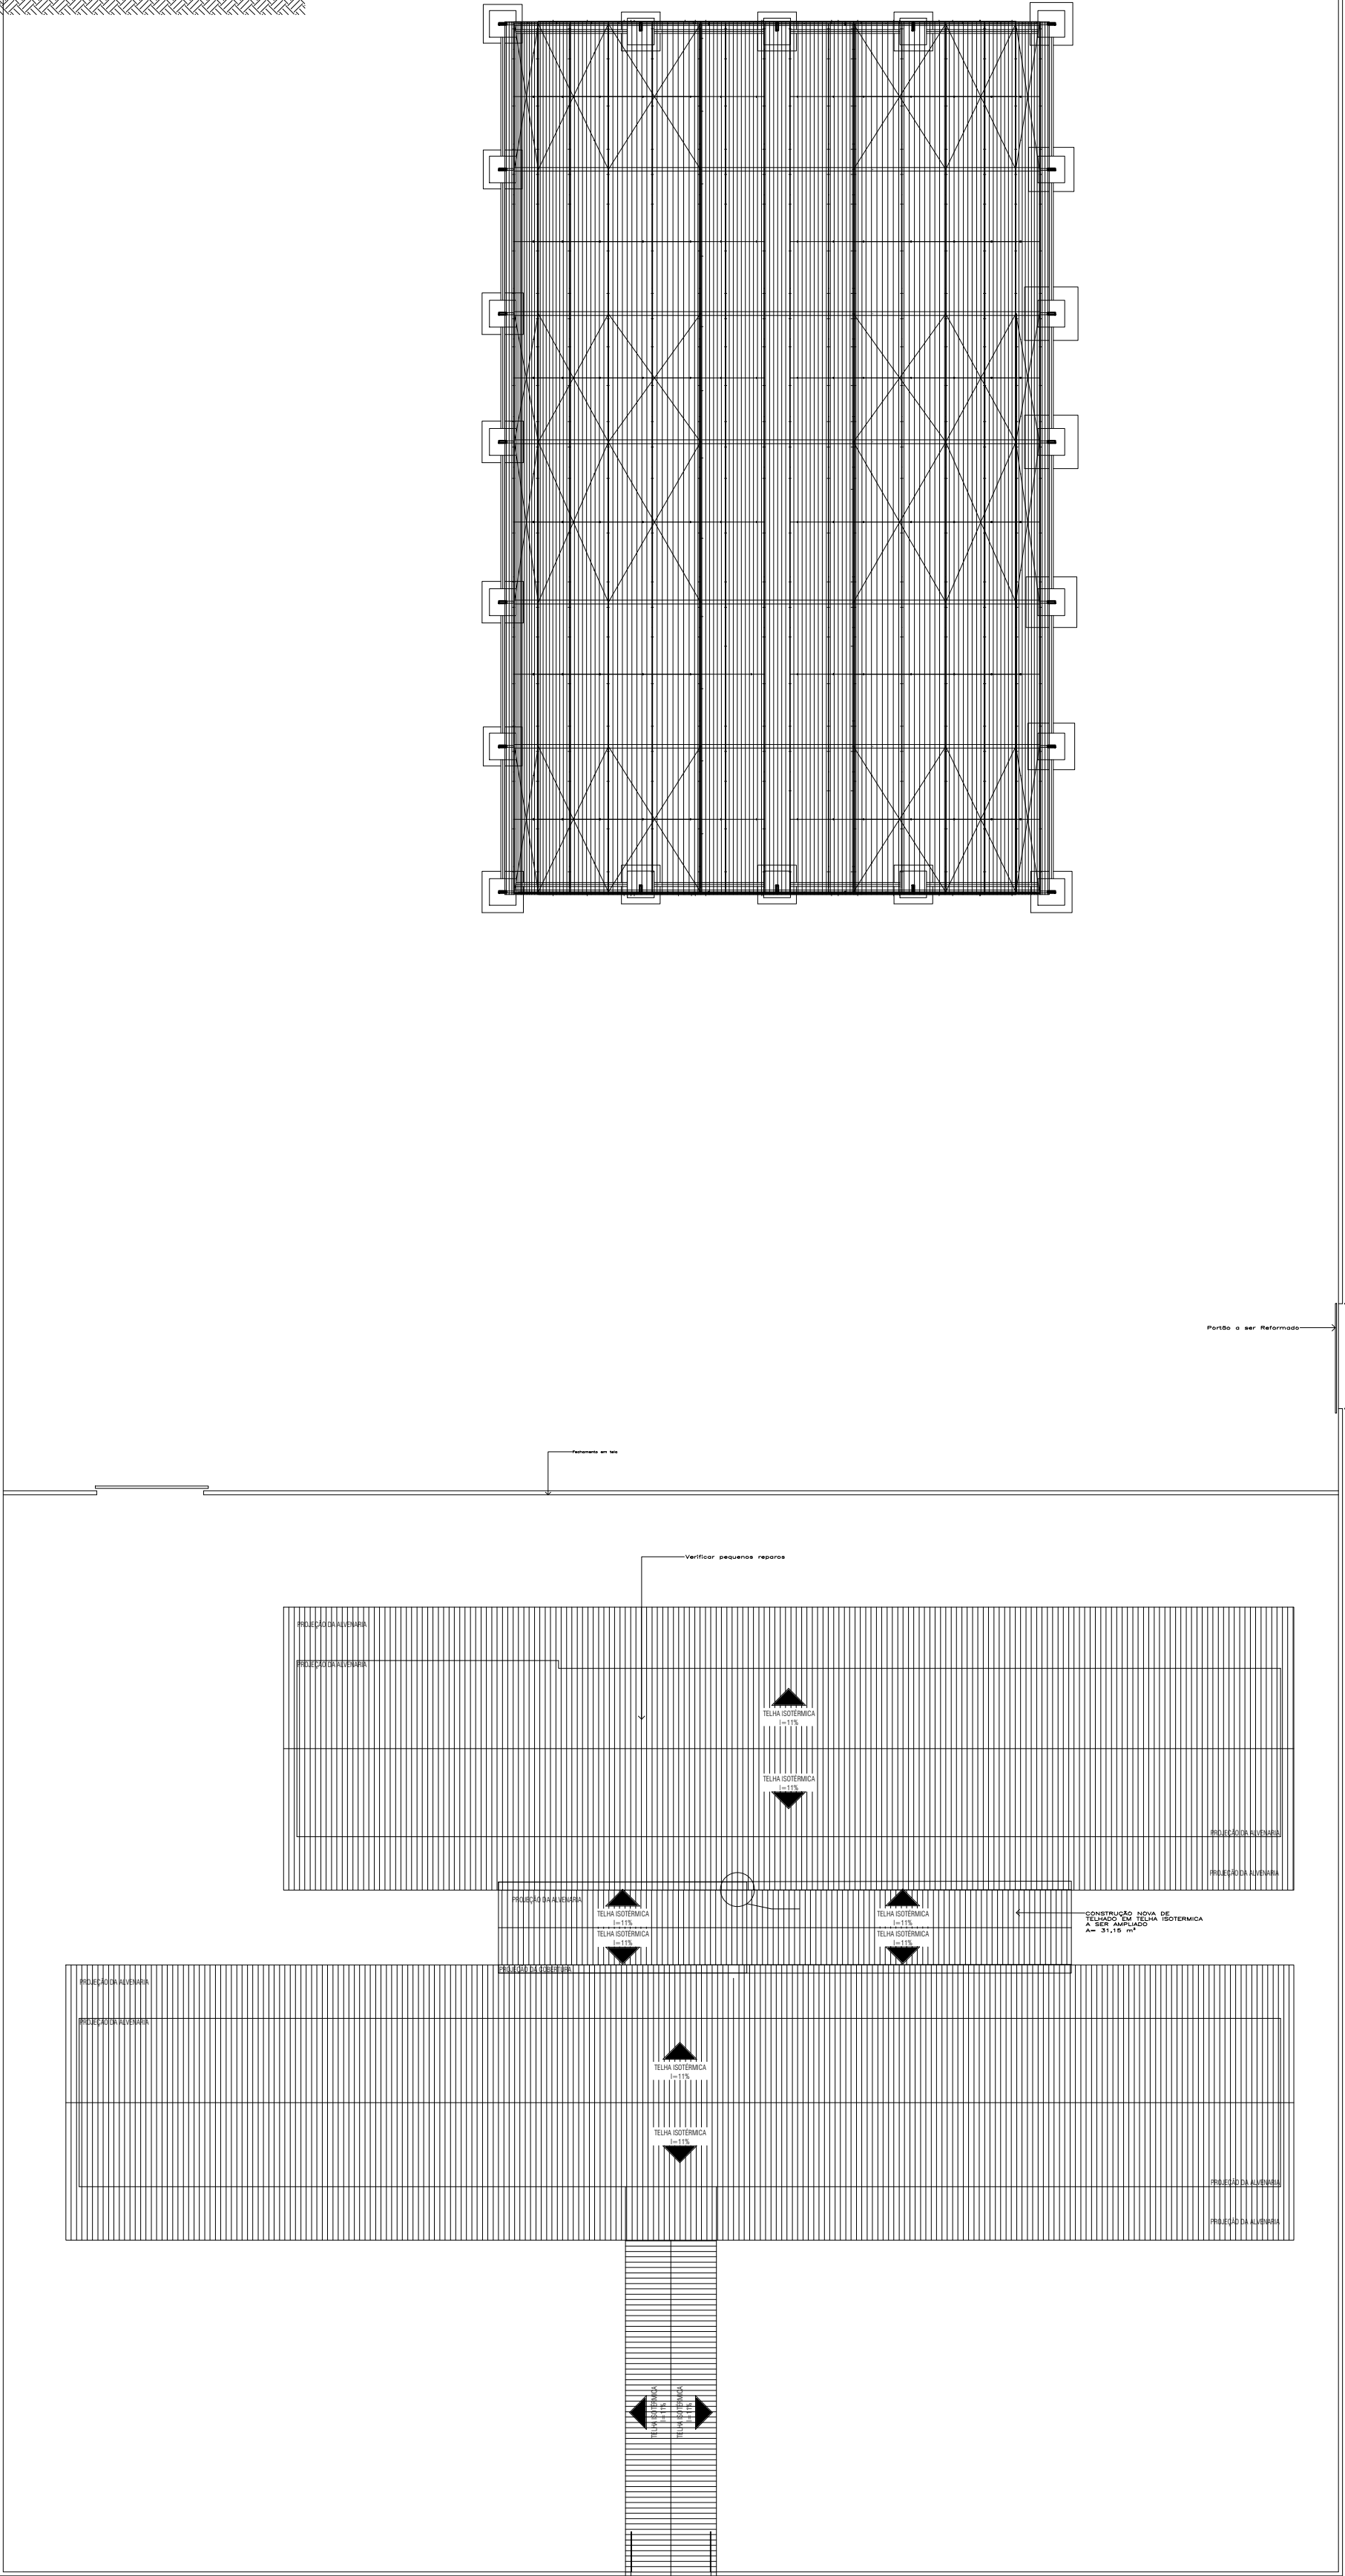 Portão a ser Reformado
Fechamento em tela
Verificar pequenos reparos
PROJEÇÃO DA ALVENARIA
PROJEÇÃO DA ALVENARIA
TELHA ISOTÉRMICA
I=11%
TELHA ISOTÉRMICA
I=11%
PROJEÇÃO DA ALVENARIA
PROJEÇÃO DA ALVENARIA
PROJEÇÃO DA ALVENARIA
TELHA ISOTÉRMICA
I=11%
TELHA ISOTÉRMICA
I=11%
TELHA ISOTÉRMICA
I=11%
TELHA ISOTÉRMICA
I=11%
CONSTRUÇÃO NOVA DE
TELHADO EM TELHA ISOTERMICA
A SER AMPLIADO
A= 31,15 m²
PROJEÇÃO DA COBERTURA
PROJEÇÃO DA ALVENARIA
PROJEÇÃO DA ALVENARIA
TELHA ISOTÉRMICA
I=11%
TELHA ISOTÉRMICA
I=11%
PROJEÇÃO DA ALVENARIA
PROJEÇÃO DA ALVENARIA
TELHA ISOTÉRMICA
I=11%
TELHA ISOTÉRMICA
I=11%